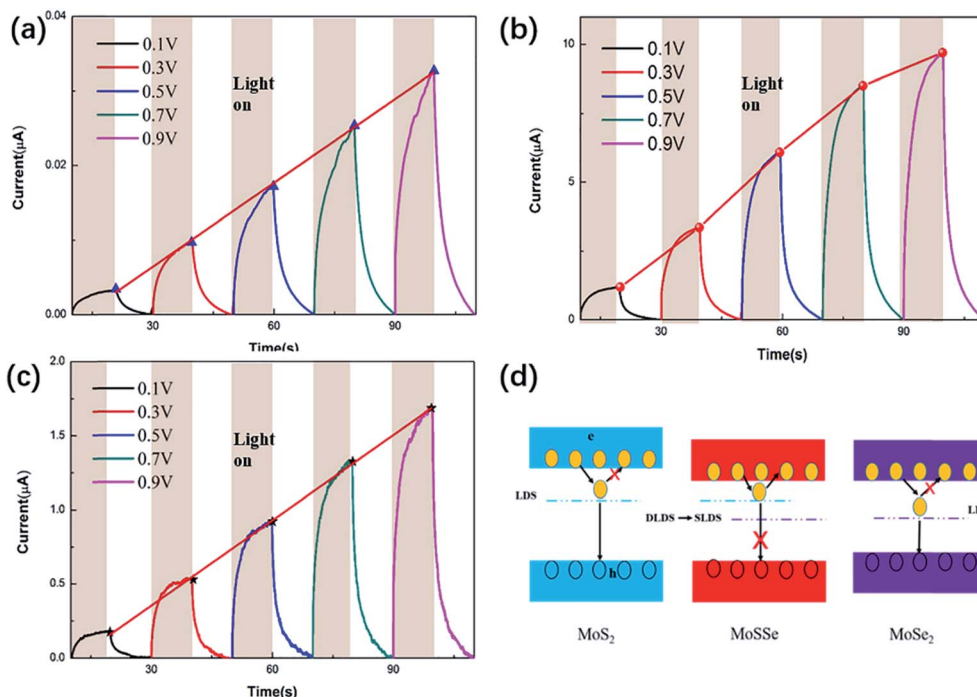 (a)
0.04
0.02
0.00
Current(μA)
0.1V
0.3V
0.5V
0.7V
0.9V
Light
on
30
60
90
Time(s)
(b)
10
5
0
Current(μA)
0.1V
0.3V
0.5V
0.7V
0.9V
Light
on
30
60
90
Time(s)
(c)
2.0
1.5
1.0
0.5
0.0
Current(μA)
0.1V
0.3V
0.5V
0.7V
0.9V
Light
on
30
60
90
Time(s)
(d)
e
LDS
h
MoS₂
DLDS→SLDS
MoSSe
L
MoSe₂